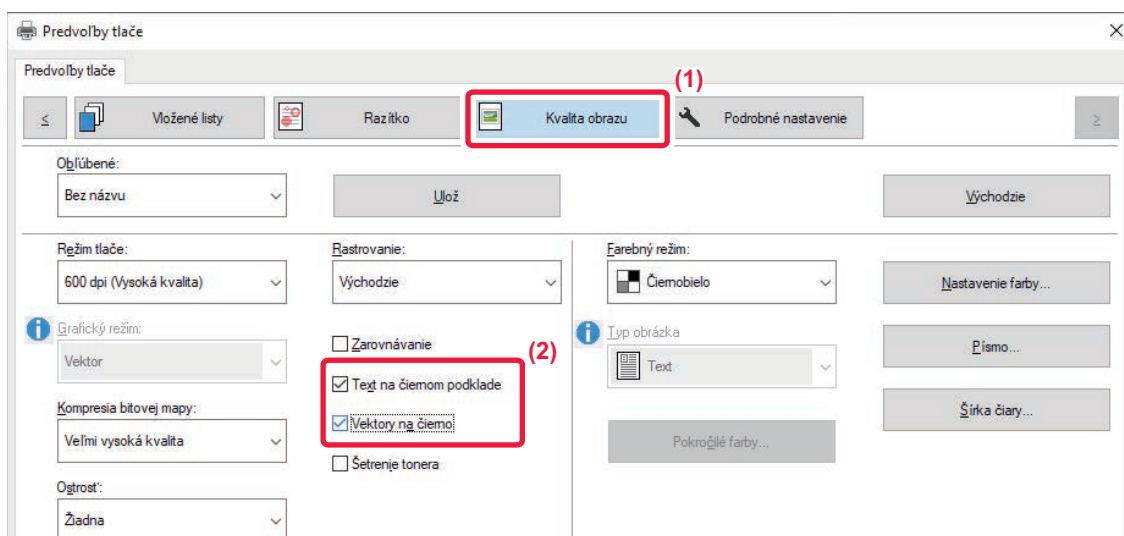 Predvoľby tlače
Predvoľby tlače
(1)
<
Vložené listy
Razítko
Kvalita obrazu
Podrobné nastavenie
>
Obľúbené:
Bez názvu
Ulož
Východzie
Režim tlače:
Rastrovanie:
Farebný režim:
600 dpi (Vysoká kvalita)
Východzie
Čiernobielo
Nastavenie farby...
Grafický režim:
Zarovnávanie
(2)
Typ obrázka
Vektor
Text na čiernom podklade
Text
Písmo...
Kompresia bitovej mapy:
Vektory na čierno
Šírka čiary...
Veľmi vysoká kvalita
Šetrenie tonera
Pokročilé farby...
Ostrosť:
Žiadna